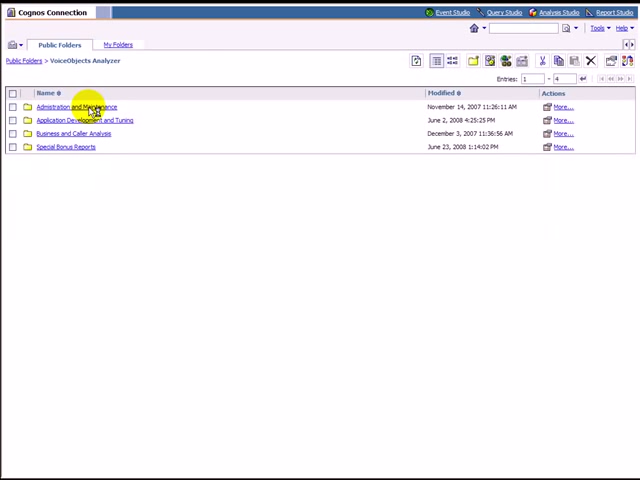 Cognos Connection Event Studio Query Studio Analysis Studio Report Studio
Tools Help
Public Folders My Folders
Public Folders > VoiceObjects Analyzer
Entries: 1 - 4
Name Modified Actions
Admistration and Maintenance November 14, 2007 11:26:11 AM More...
Application Development and Tuning June 2, 2008 4:25:25 PM More...
Business and Caller Analysis December 3, 2007 11:36:56 AM More...
Special Bonus Reports June 23, 2008 1:14:02 PM More...